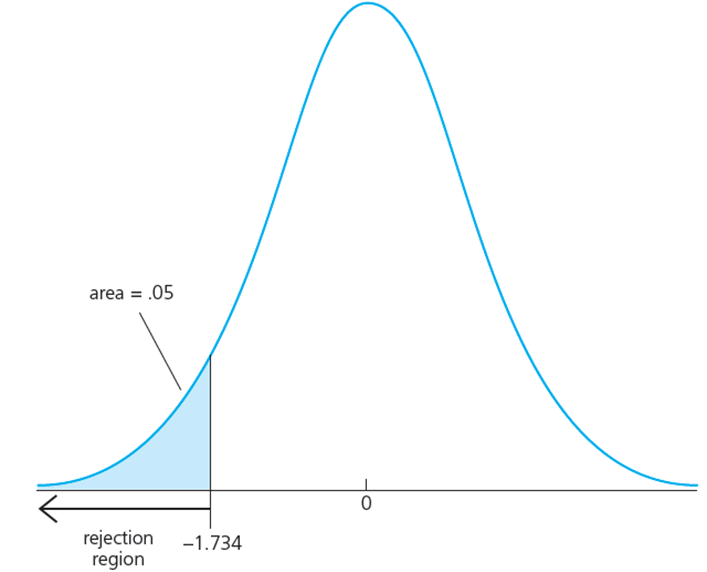 area = .05
0
rejection
region
–1.734